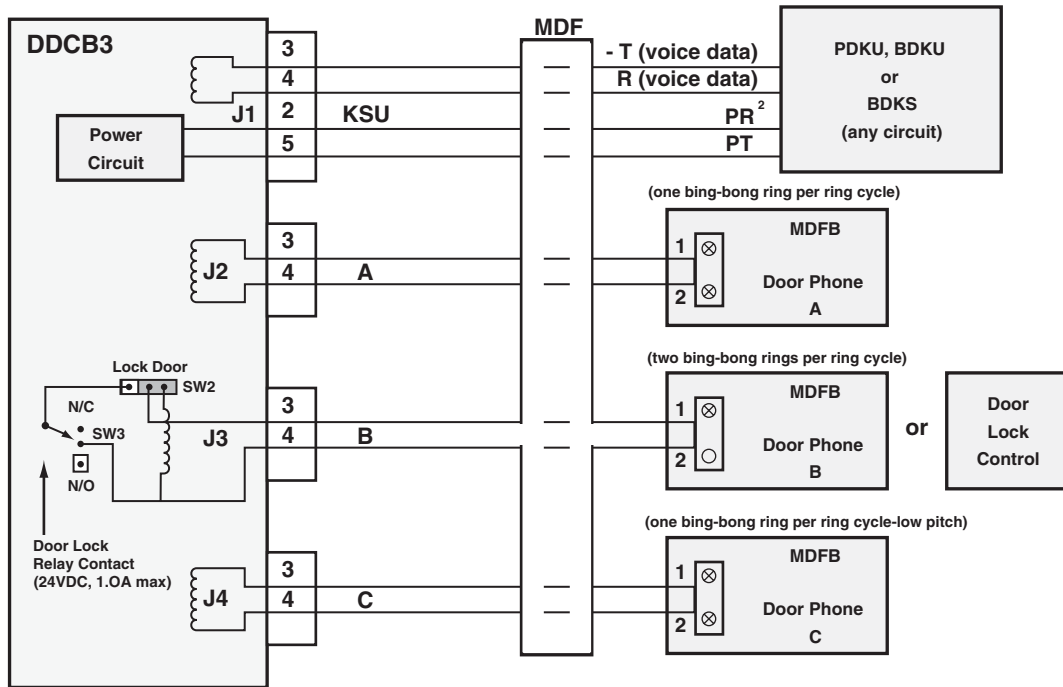 DDCB3
3
4
2
5
J1
KSU
Power
Circuit
MDF
- T (voice data)
R (voice data)
PR 2
PT
PDKU, BDKU
or
BDKS
(any circuit)
J2
3
4
A
(one bing-bong ring per ring cycle)
1
2
MDFB
Door Phone
A
Lock Door
SW2
N/C
SW3
N/O
J3
3
4
B
Door Lock
Relay Contact
(24VDC, 1.OA max)
(two bing-bong rings per ring cycle)
1
2
MDFB
Door Phone
B
or
Door
Lock
Control
J4
3
4
C
(one bing-bong ring per ring cycle-low pitch)
1
2
MDFB
Door Phone
C